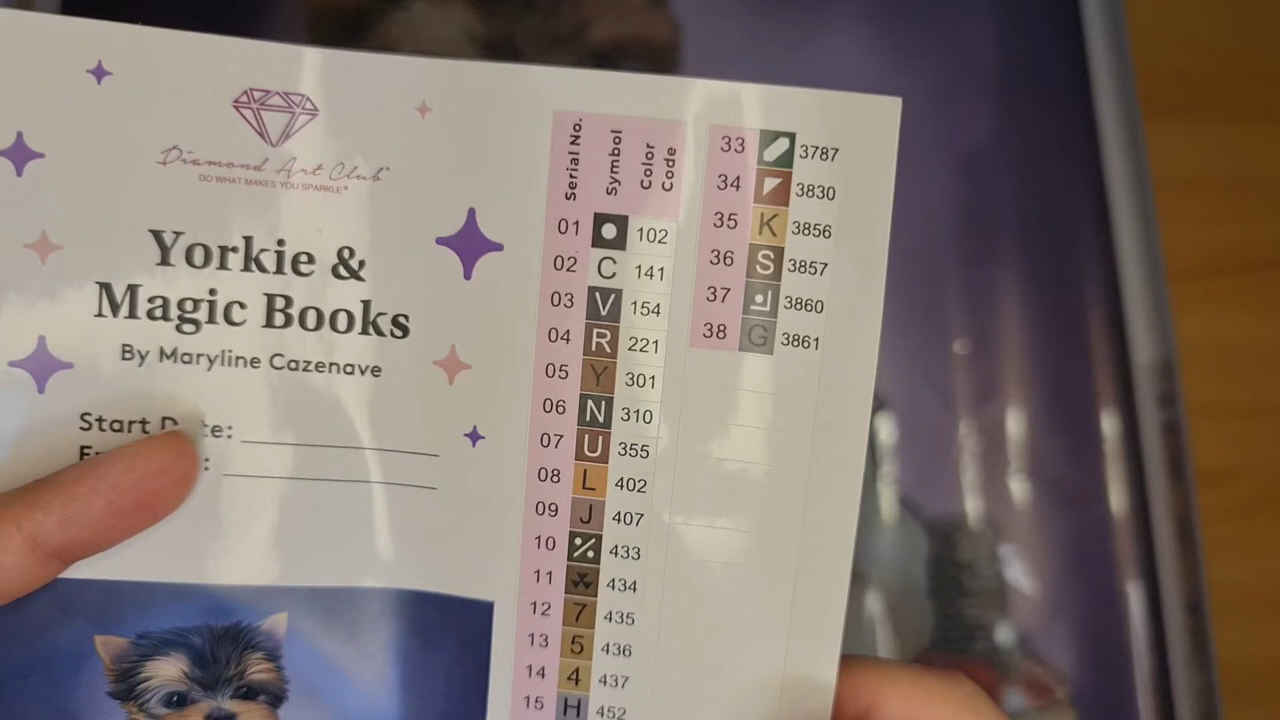 Diamond Art Club®
DO WHAT MAKES YOU SPARKLE®
Yorkie &
Magic Books
By Maryline Cazenave
Start
Serial No. Symbol Color Code
01 ● 102
02 C 141
03 V 154
04 R 221
05 Y 301
06 N 310
07 U 355
08 L 402
09 J 407
10 ٪ 433
11 434
12 7 435
13 5 436
14 4 437
15 H 452
33 3787
34 3830
35 K 3856
36 S 3857
37 3860
38 G 3861